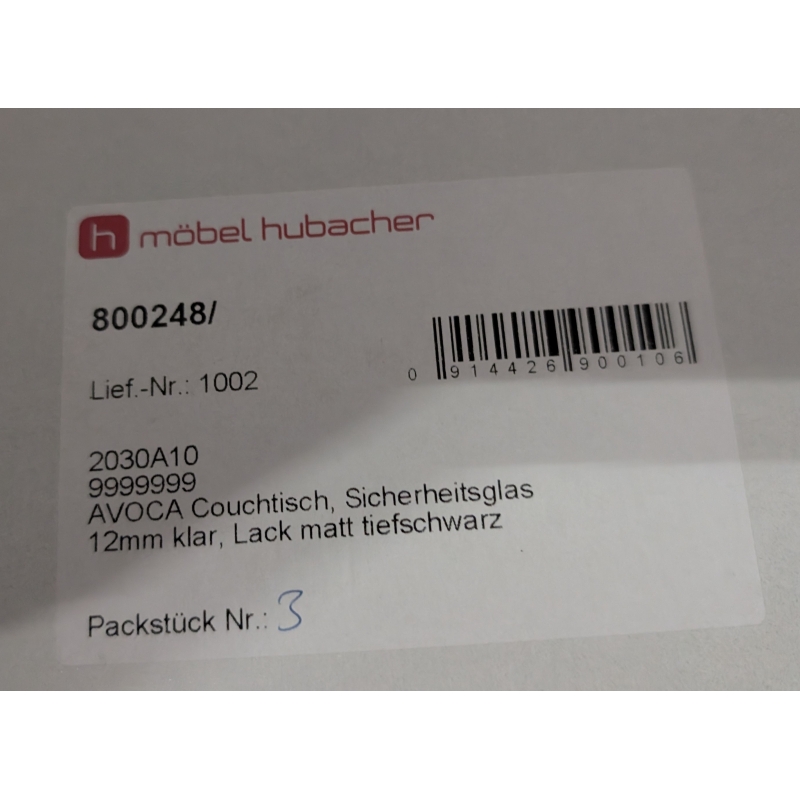 h möbel hubacher
800248/
0 914426 900106
Lief.-Nr.: 1002
2030A10
9999999
AVOCA Couchtisch, Sicherheitsglas
12mm klar, Lack matt tiefschwarz
Packstück Nr.: 3